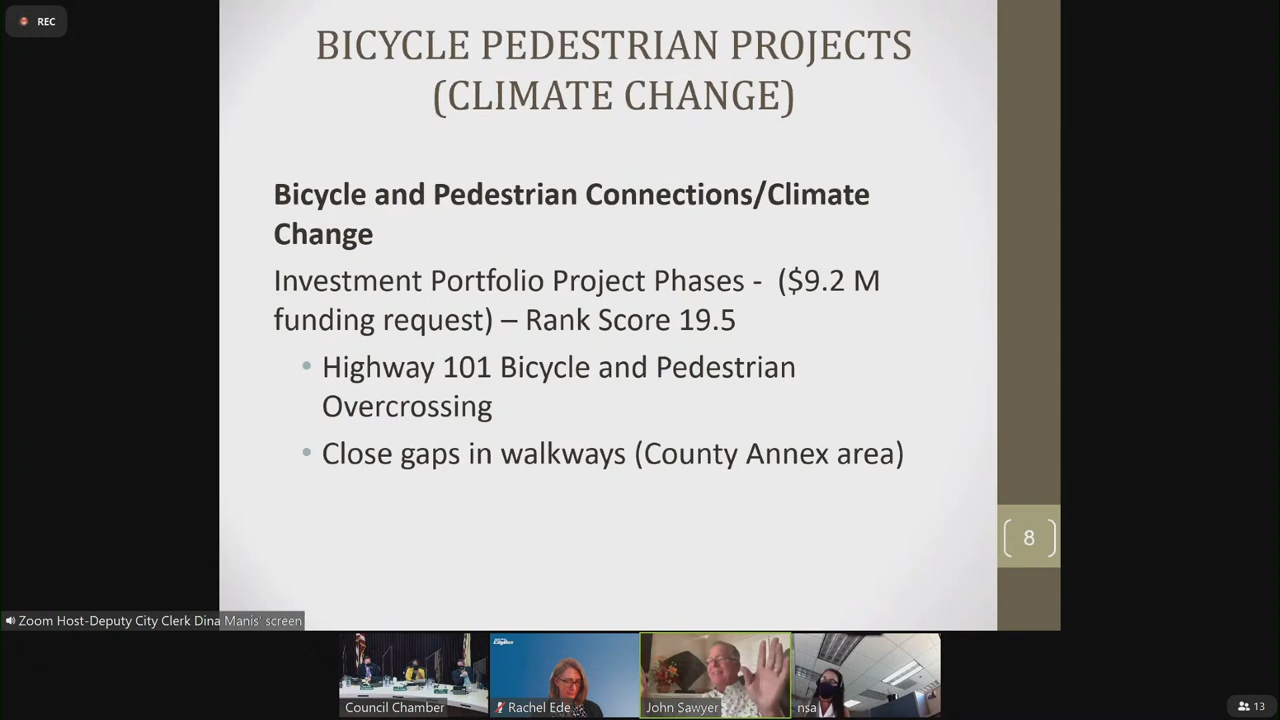 REC
BICYCLE PEDESTRIAN PROJECTS
(CLIMATE CHANGE)
Bicycle and Pedestrian Connections/Climate
Change
Investment Portfolio Project Phases - ($9.2 M
funding request) – Rank Score 19.5
• Highway 101 Bicycle and Pedestrian
Overcrossing
• Close gaps in walkways (County Annex area)
8
Zoom Host-Deputy City Clerk Dina Manis' screen
Council Chamber
Rachel Ede
John Sawyer
nsa
13